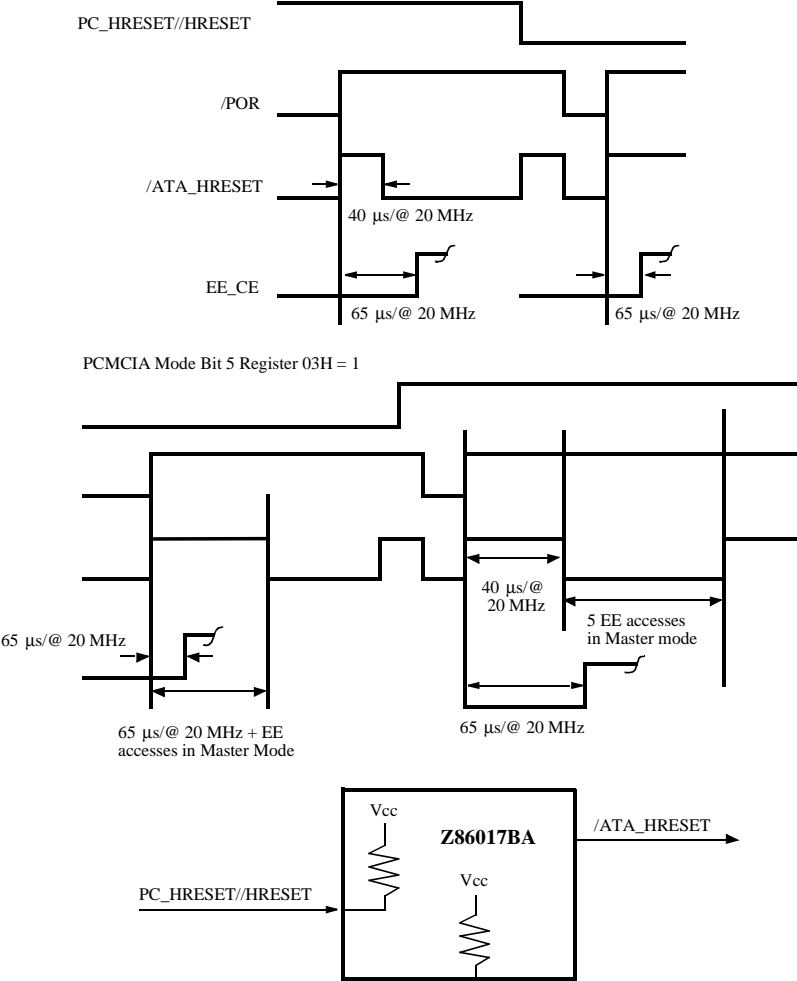 PC_HRESET//HRESET
/POR
/ATA_HRESET
40 µs/@ 20 MHz
EE_CE
65 µs/@ 20 MHz
65 µs/@ 20 MHz
PCMCIA Mode Bit 5 Register 03H = 1
40 µs/@
20 MHz
5 EE accesses
in Master mode
65 µs/@ 20 MHz
65 µs/@ 20 MHz + EE
accesses in Master Mode
65 µs/@ 20 MHz
Vcc
Z86017BA
/ATA_HRESET
Vcc
PC_HRESET//HRESET